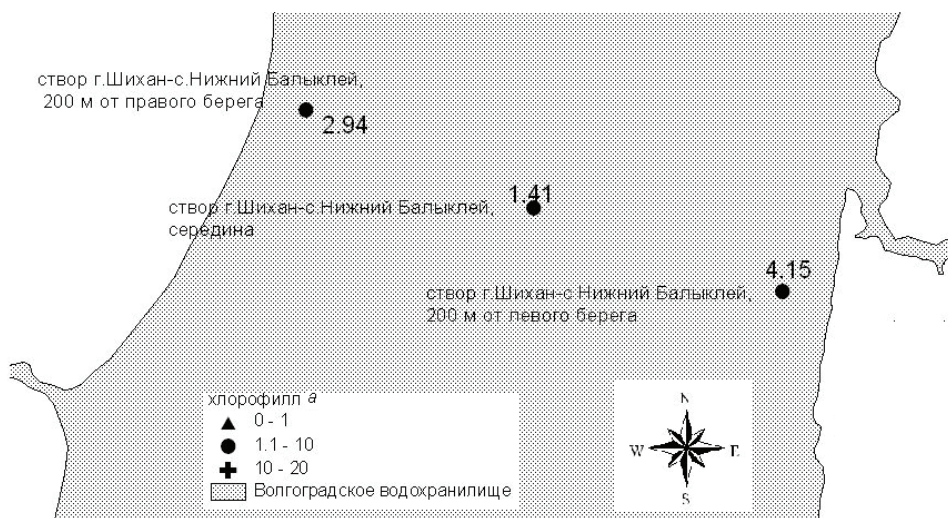 створ г.Шихан-с.Нижний Балыклей,
200 м от правого берега
2.94
1.41
створ г.Шихан-с.Нижний Балыклей,
середина
4.15
створ г.Шихан-с.Нижний Балыклей,
200 м от левого берега
хлорофилл а
0 - 1
1.1 - 10
10 - 20
Волгоградское водохранилище
N
W E
S